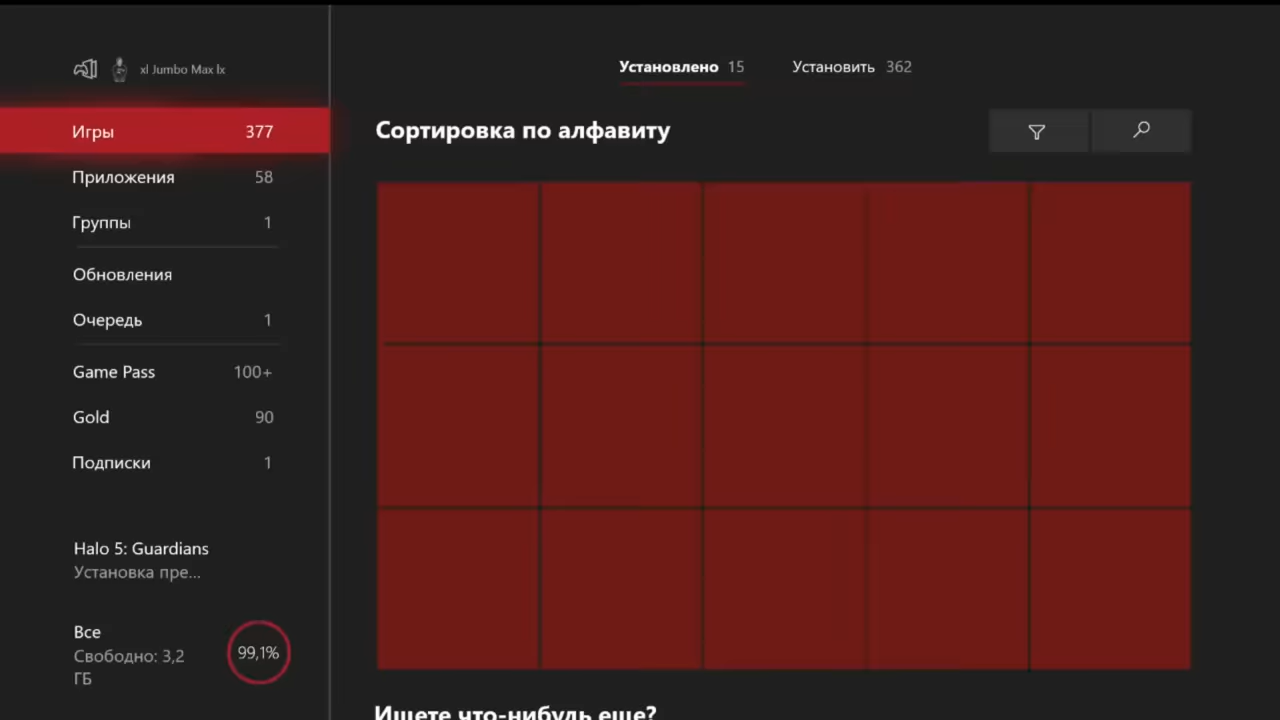 xl Jumbo Max lx
Игры 377
Приложения 58
Группы 1
Обновления
Очередь 1
Game Pass 100+
Gold 90
Подписки 1
Halo 5: Guardians
Установка пре...
Все
Свободно: 3,2
ГБ
99,1%
Установлено 15 Установить 362
Сортировка по алфавиту
Ищете что-нибудь еще?